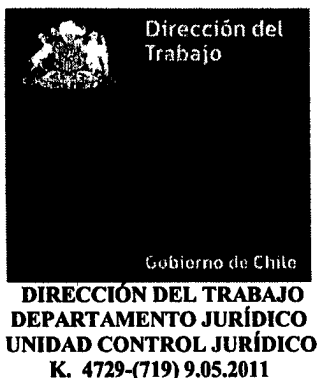 Dirección del
Trabajo
Gobierno de Chile
DIRECCIÓN DEL TRABAJO
DEPARTAMENTO JURÍDICO
UNIDAD CONTROL JURÍDICO
K. 4729-(719) 9.05.2011